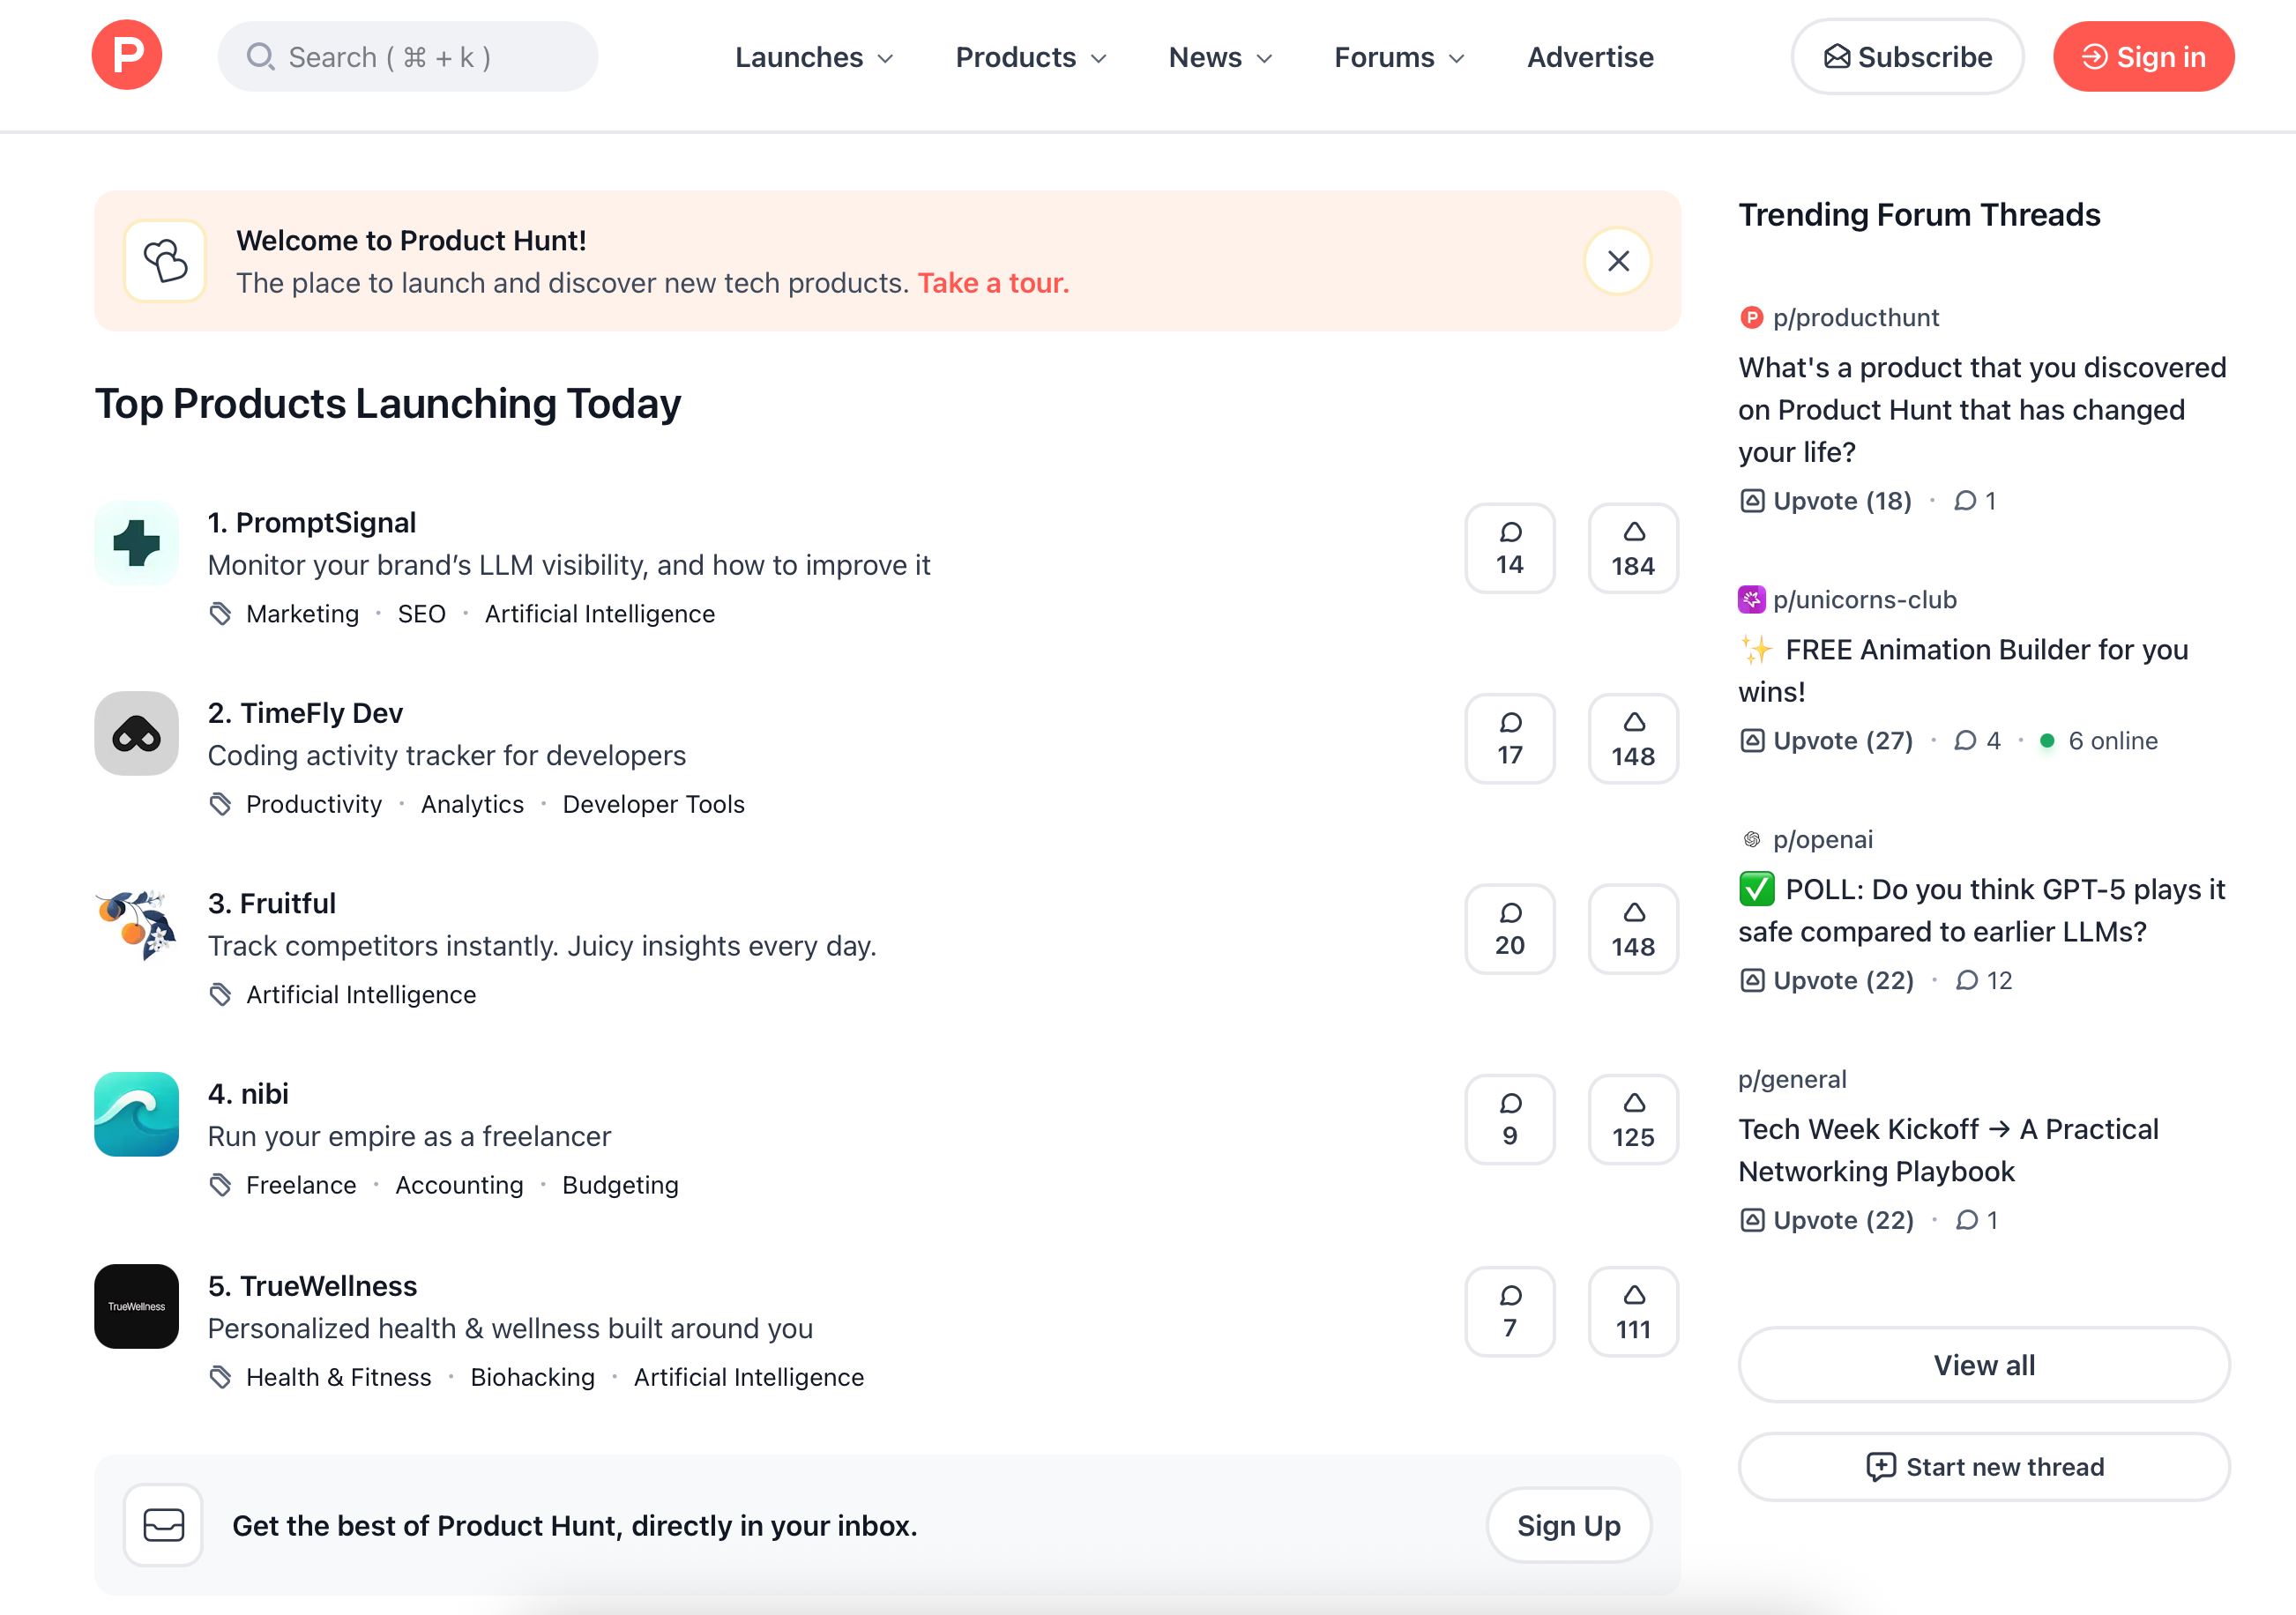 P
Search ( ⌘ + k )
Launches
Products
News
Forums
Advertise
Subscribe
Sign in
Welcome to Product Hunt!
The place to launch and discover new tech products. Take a tour.
Top Products Launching Today
1. PromptSignal
Monitor your brand’s LLM visibility, and how to improve it
Marketing • SEO • Artificial Intelligence
14
184
2. TimeFly Dev
Coding activity tracker for developers
Productivity • Analytics • Developer Tools
17
148
3. Fruitful
Track competitors instantly. Juicy insights every day.
Artificial Intelligence
20
148
4. nibi
Run your empire as a freelancer
Freelance • Accounting • Budgeting
9
125
TrueWellness
5. TrueWellness
Personalized health & wellness built around you
Health & Fitness • Biohacking • Artificial Intelligence
7
111
Get the best of Product Hunt, directly in your inbox.
Sign Up
Trending Forum Threads
P p/producthunt
What's a product that you discovered
on Product Hunt that has changed
your life?
Upvote (18) • 1
p/unicorns-club
✨ FREE Animation Builder for you
wins!
Upvote (27) • 4 • 6 online
p/openai
✅ POLL: Do you think GPT-5 plays it
safe compared to earlier LLMs?
Upvote (22) • 12
p/general
Tech Week Kickoff → A Practical
Networking Playbook
Upvote (22) • 1
View all
Start new thread